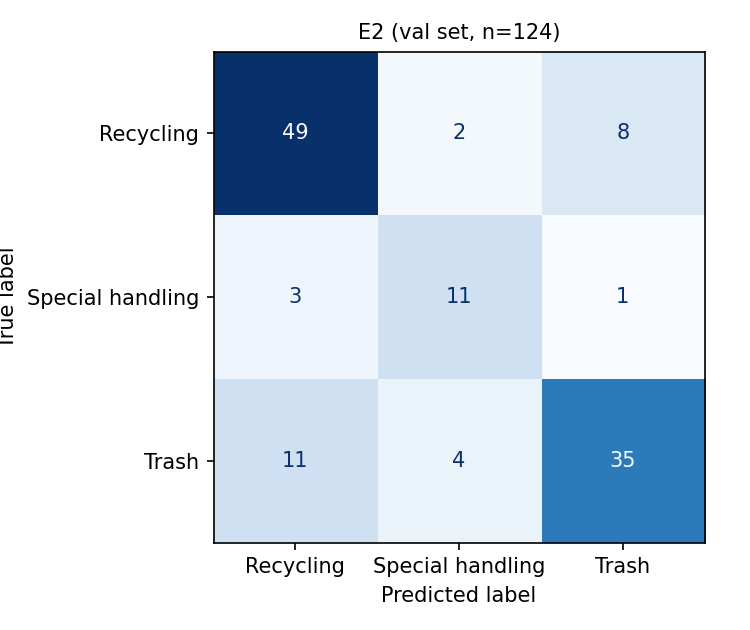 E2 (val set, n=124)
Recycling
49
2
8
Special handling
3
11
1
Trash
11
4
35
True label
Recycling
Special handling
Trash
Predicted label